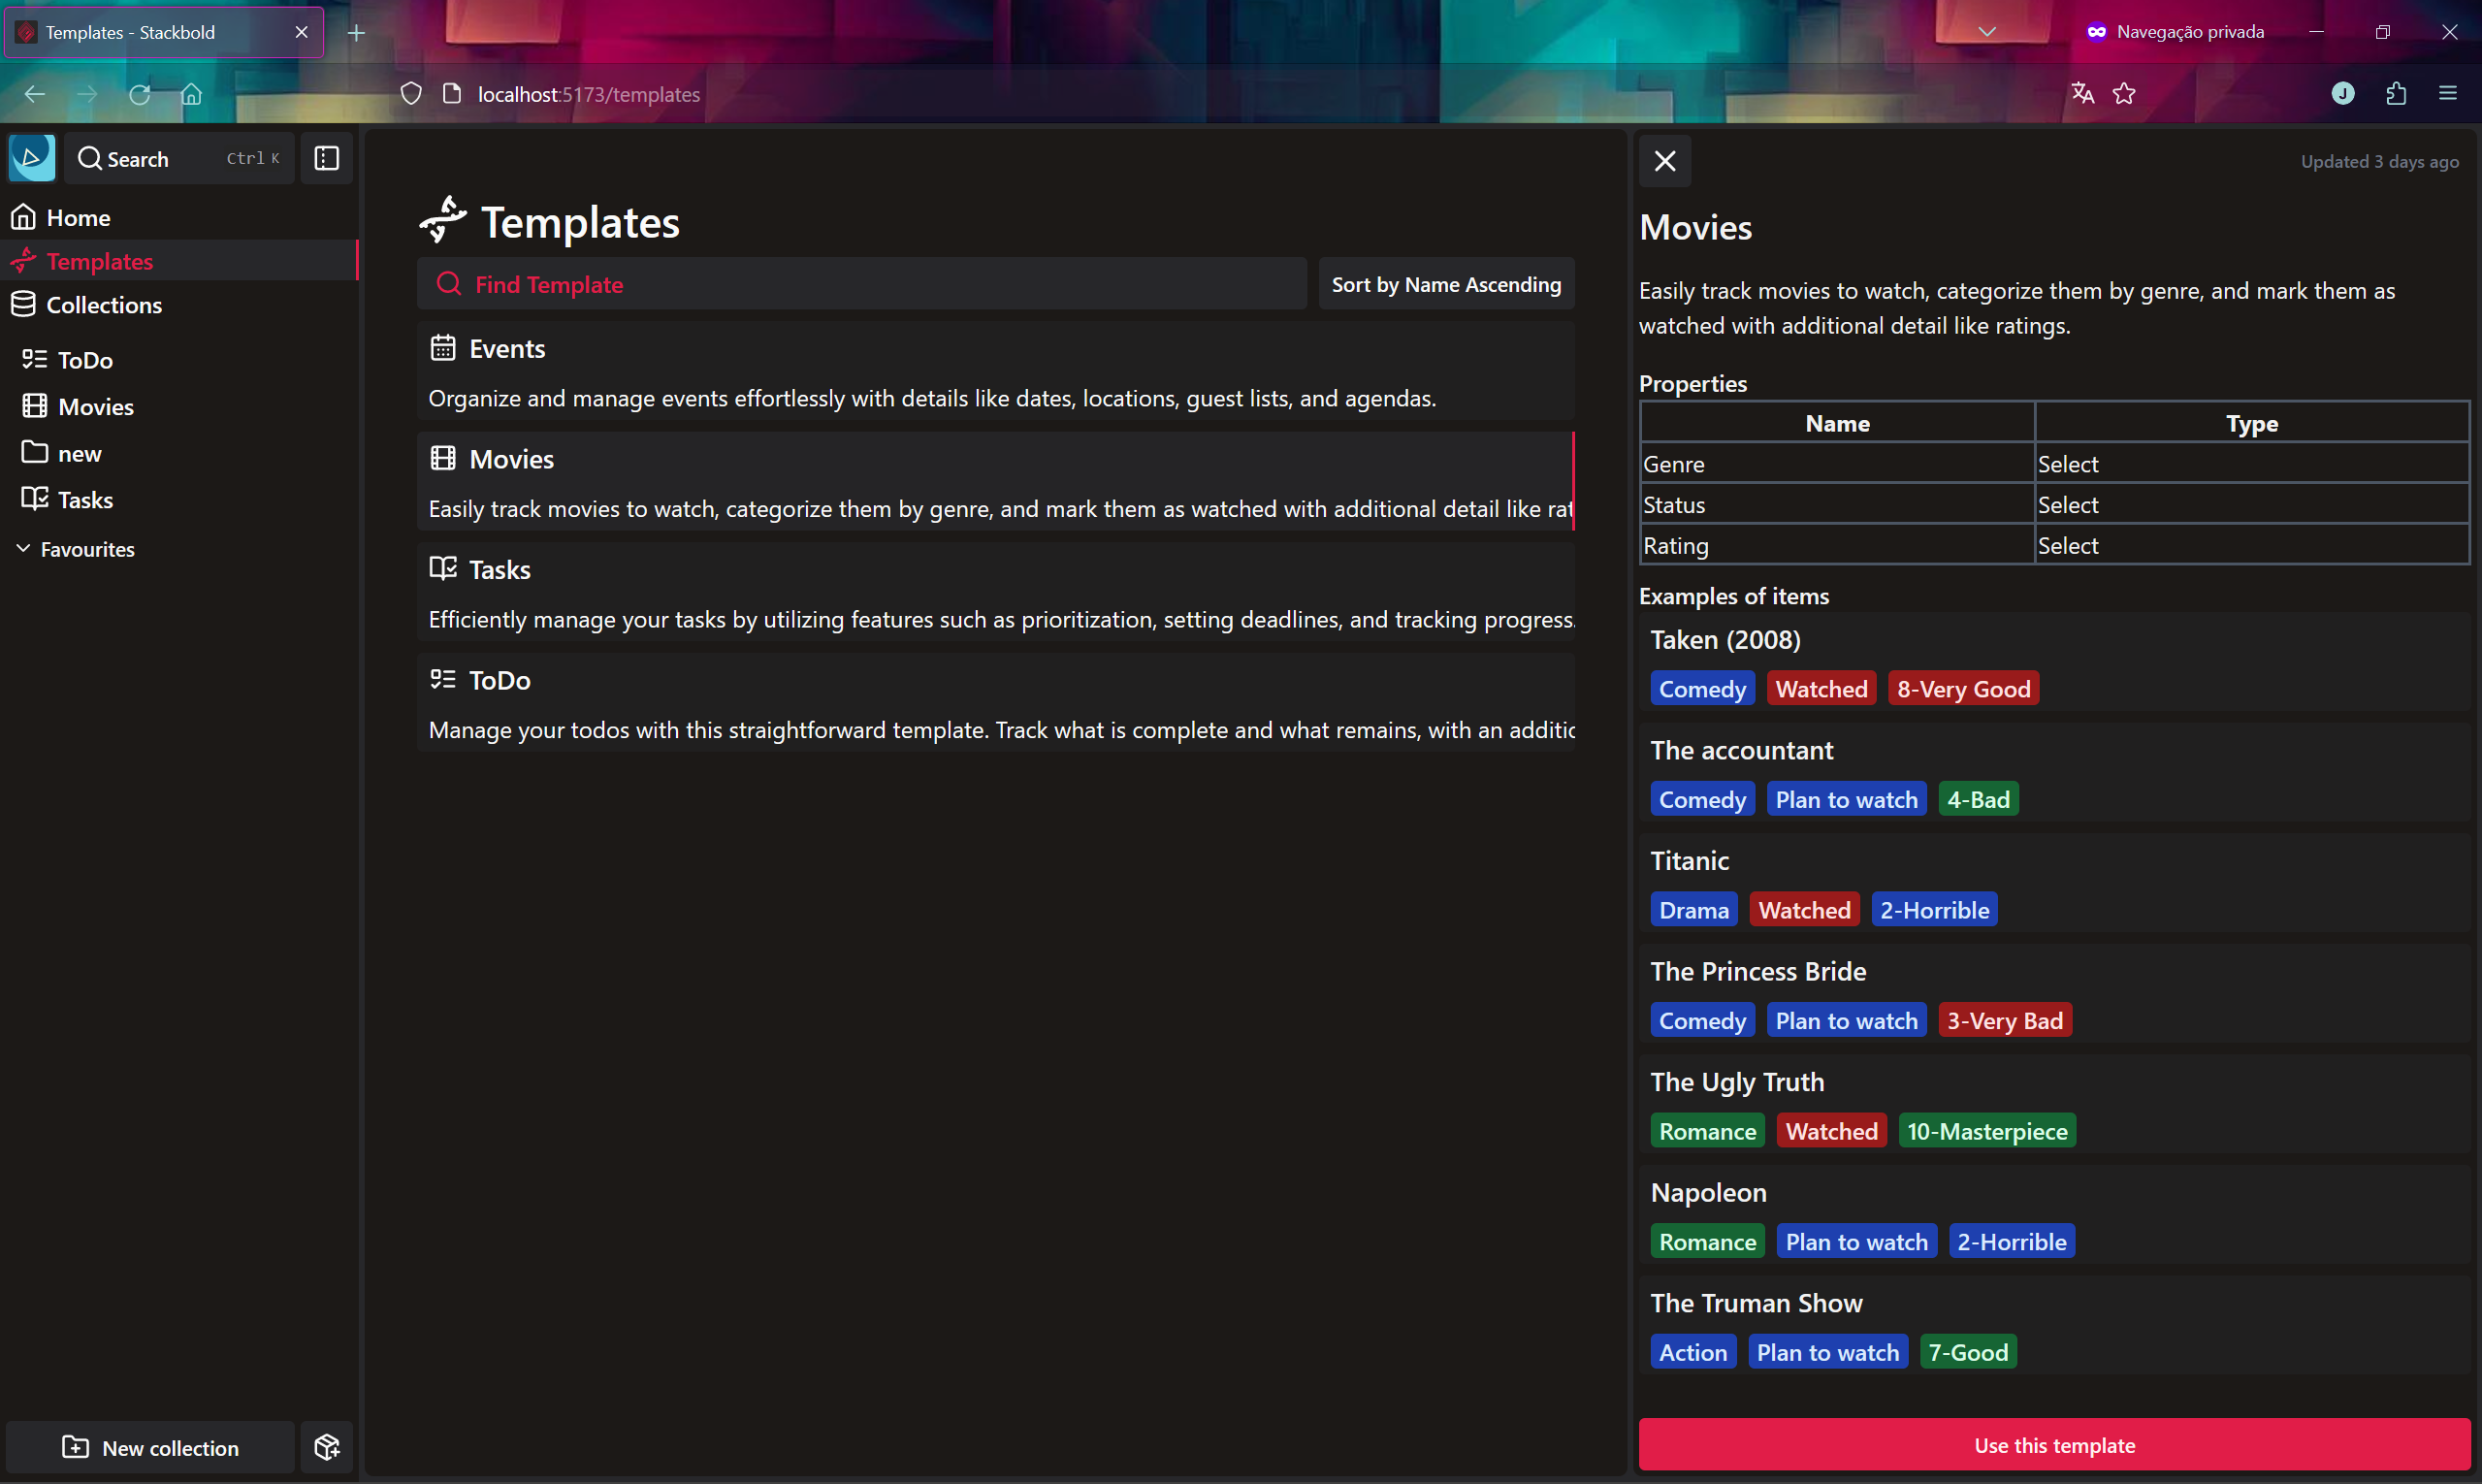 Templates - Stackbold
Navegação privada
localhost:5173/templates
J
Search
Ctrl K
Home
Templates
Collections
ToDo
Movies
new
Tasks
Favourites
New collection
Templates
Find Template
Sort by Name Ascending
Events
Organize and manage events effortlessly with details like dates, locations, guest lists, and agendas.
Movies
Easily track movies to watch, categorize them by genre, and mark them as watched with additional detail like rat
Tasks
Efficiently manage your tasks by utilizing features such as prioritization, setting deadlines, and tracking progress.
ToDo
Manage your todos with this straightforward template. Track what is complete and what remains, with an additic
Updated 3 days ago
Movies
Easily track movies to watch, categorize them by genre, and mark them as
watched with additional detail like ratings.
Properties
Name Type
Genre Select
Status Select
Rating Select
Examples of items
Taken (2008)
Comedy Watched 8-Very Good
The accountant
Comedy Plan to watch 4-Bad
Titanic
Drama Watched 2-Horrible
The Princess Bride
Comedy Plan to watch 3-Very Bad
The Ugly Truth
Romance Watched 10-Masterpiece
Napoleon
Romance Plan to watch 2-Horrible
The Truman Show
Action Plan to watch 7-Good
Use this template